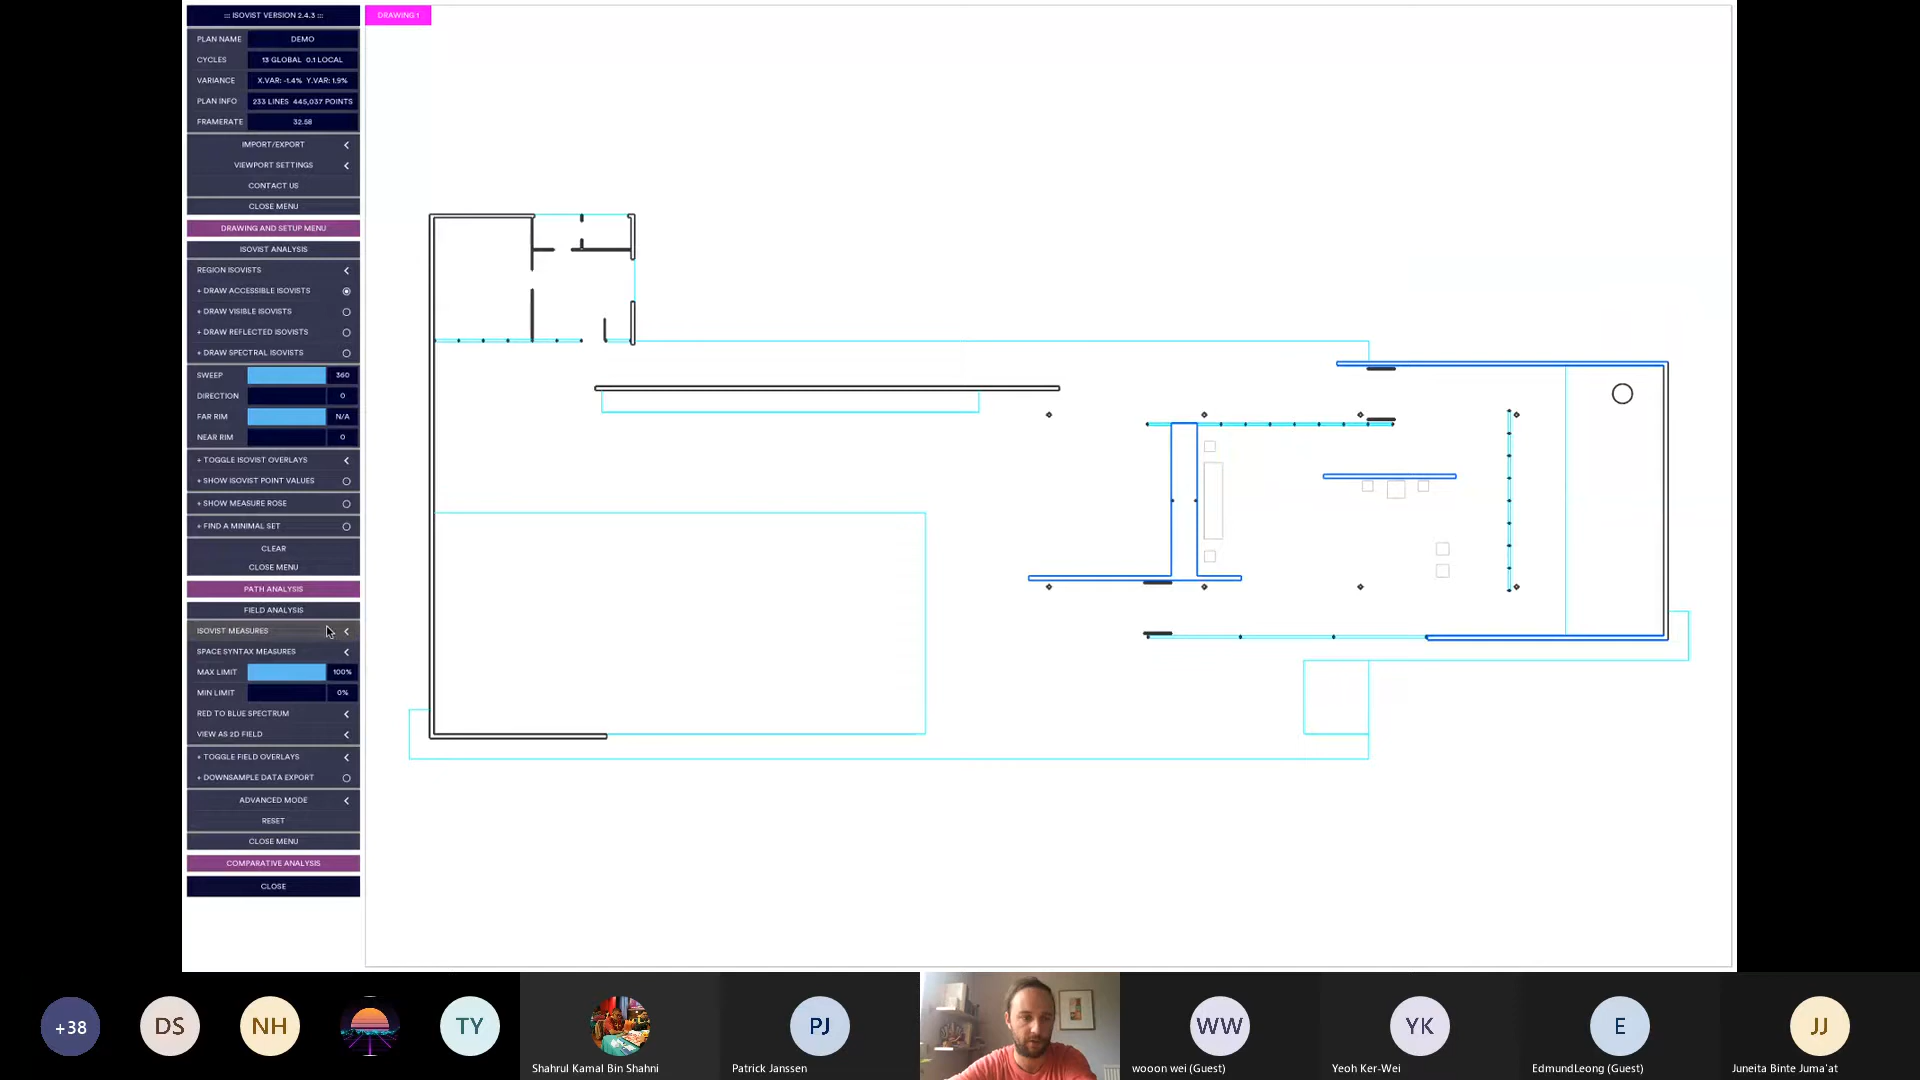 ::: ISOVIST VERSION 2.4.3 :::
DRAWING 1
PLAN NAME DEMO
CYCLES 13 GLOBAL 0.1 LOCAL
VARIANCE X.VAR: -1.4% Y.VAR: 1.9%
PLAN INFO 233 LINES 445,037 POINTS
FRAMERATE 32.58
IMPORT/EXPORT
VIEWPORT SETTINGS
CONTACT US
CLOSE MENU
DRAWING AND SETUP MENU
ISOVIST ANALYSIS
REGION ISOVISTS
+ DRAW ACCESSIBLE ISOVISTS
+ DRAW VISIBLE ISOVISTS
+ DRAW REFLECTED ISOVISTS
+ DRAW SPECTRAL ISOVISTS
SWEEP 360
DIRECTION 0
FAR RIM N/A
NEAR RIM 0
+ TOGGLE ISOVIST OVERLAYS
+ SHOW ISOVIST POINT VALUES
+ SHOW MEASURE ROSE
+ FIND A MINIMAL SET
CLEAR
CLOSE MENU
PATH ANALYSIS
FIELD ANALYSIS
ISOVIST MEASURES
SPACE SYNTAX MEASURES
MAX LIMIT 100%
MIN LIMIT 0%
RED TO BLUE SPECTRUM
VIEW AS 2D FIELD
+ TOGGLE FIELD OVERLAYS
+ DOWNSAMPLE DATA EXPORT
ADVANCED MODE
RESET
CLOSE MENU
COMPARATIVE ANALYSIS
CLOSE
+38 DS NH TY PJ WW YK E JJ
Shahrul Kamal Bin Shahni Patrick Janssen wooon wei (Guest) Yeoh Ker-Wei EdmundLeong (Guest) Juneita Binte Juma'at